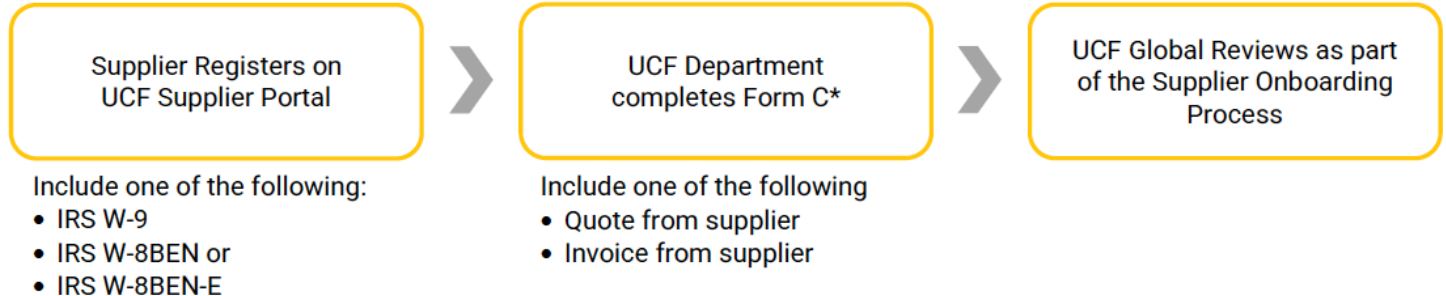 Supplier Registers on
UCF Supplier Portal
Include one of the following:
• IRS W-9
• IRS W-8BEN or
• IRS W-8BEN-E
UCF Department
completes Form C*
Include one of the following
• Quote from supplier
• Invoice from supplier
UCF Global Reviews as part
of the Supplier Onboarding
Process